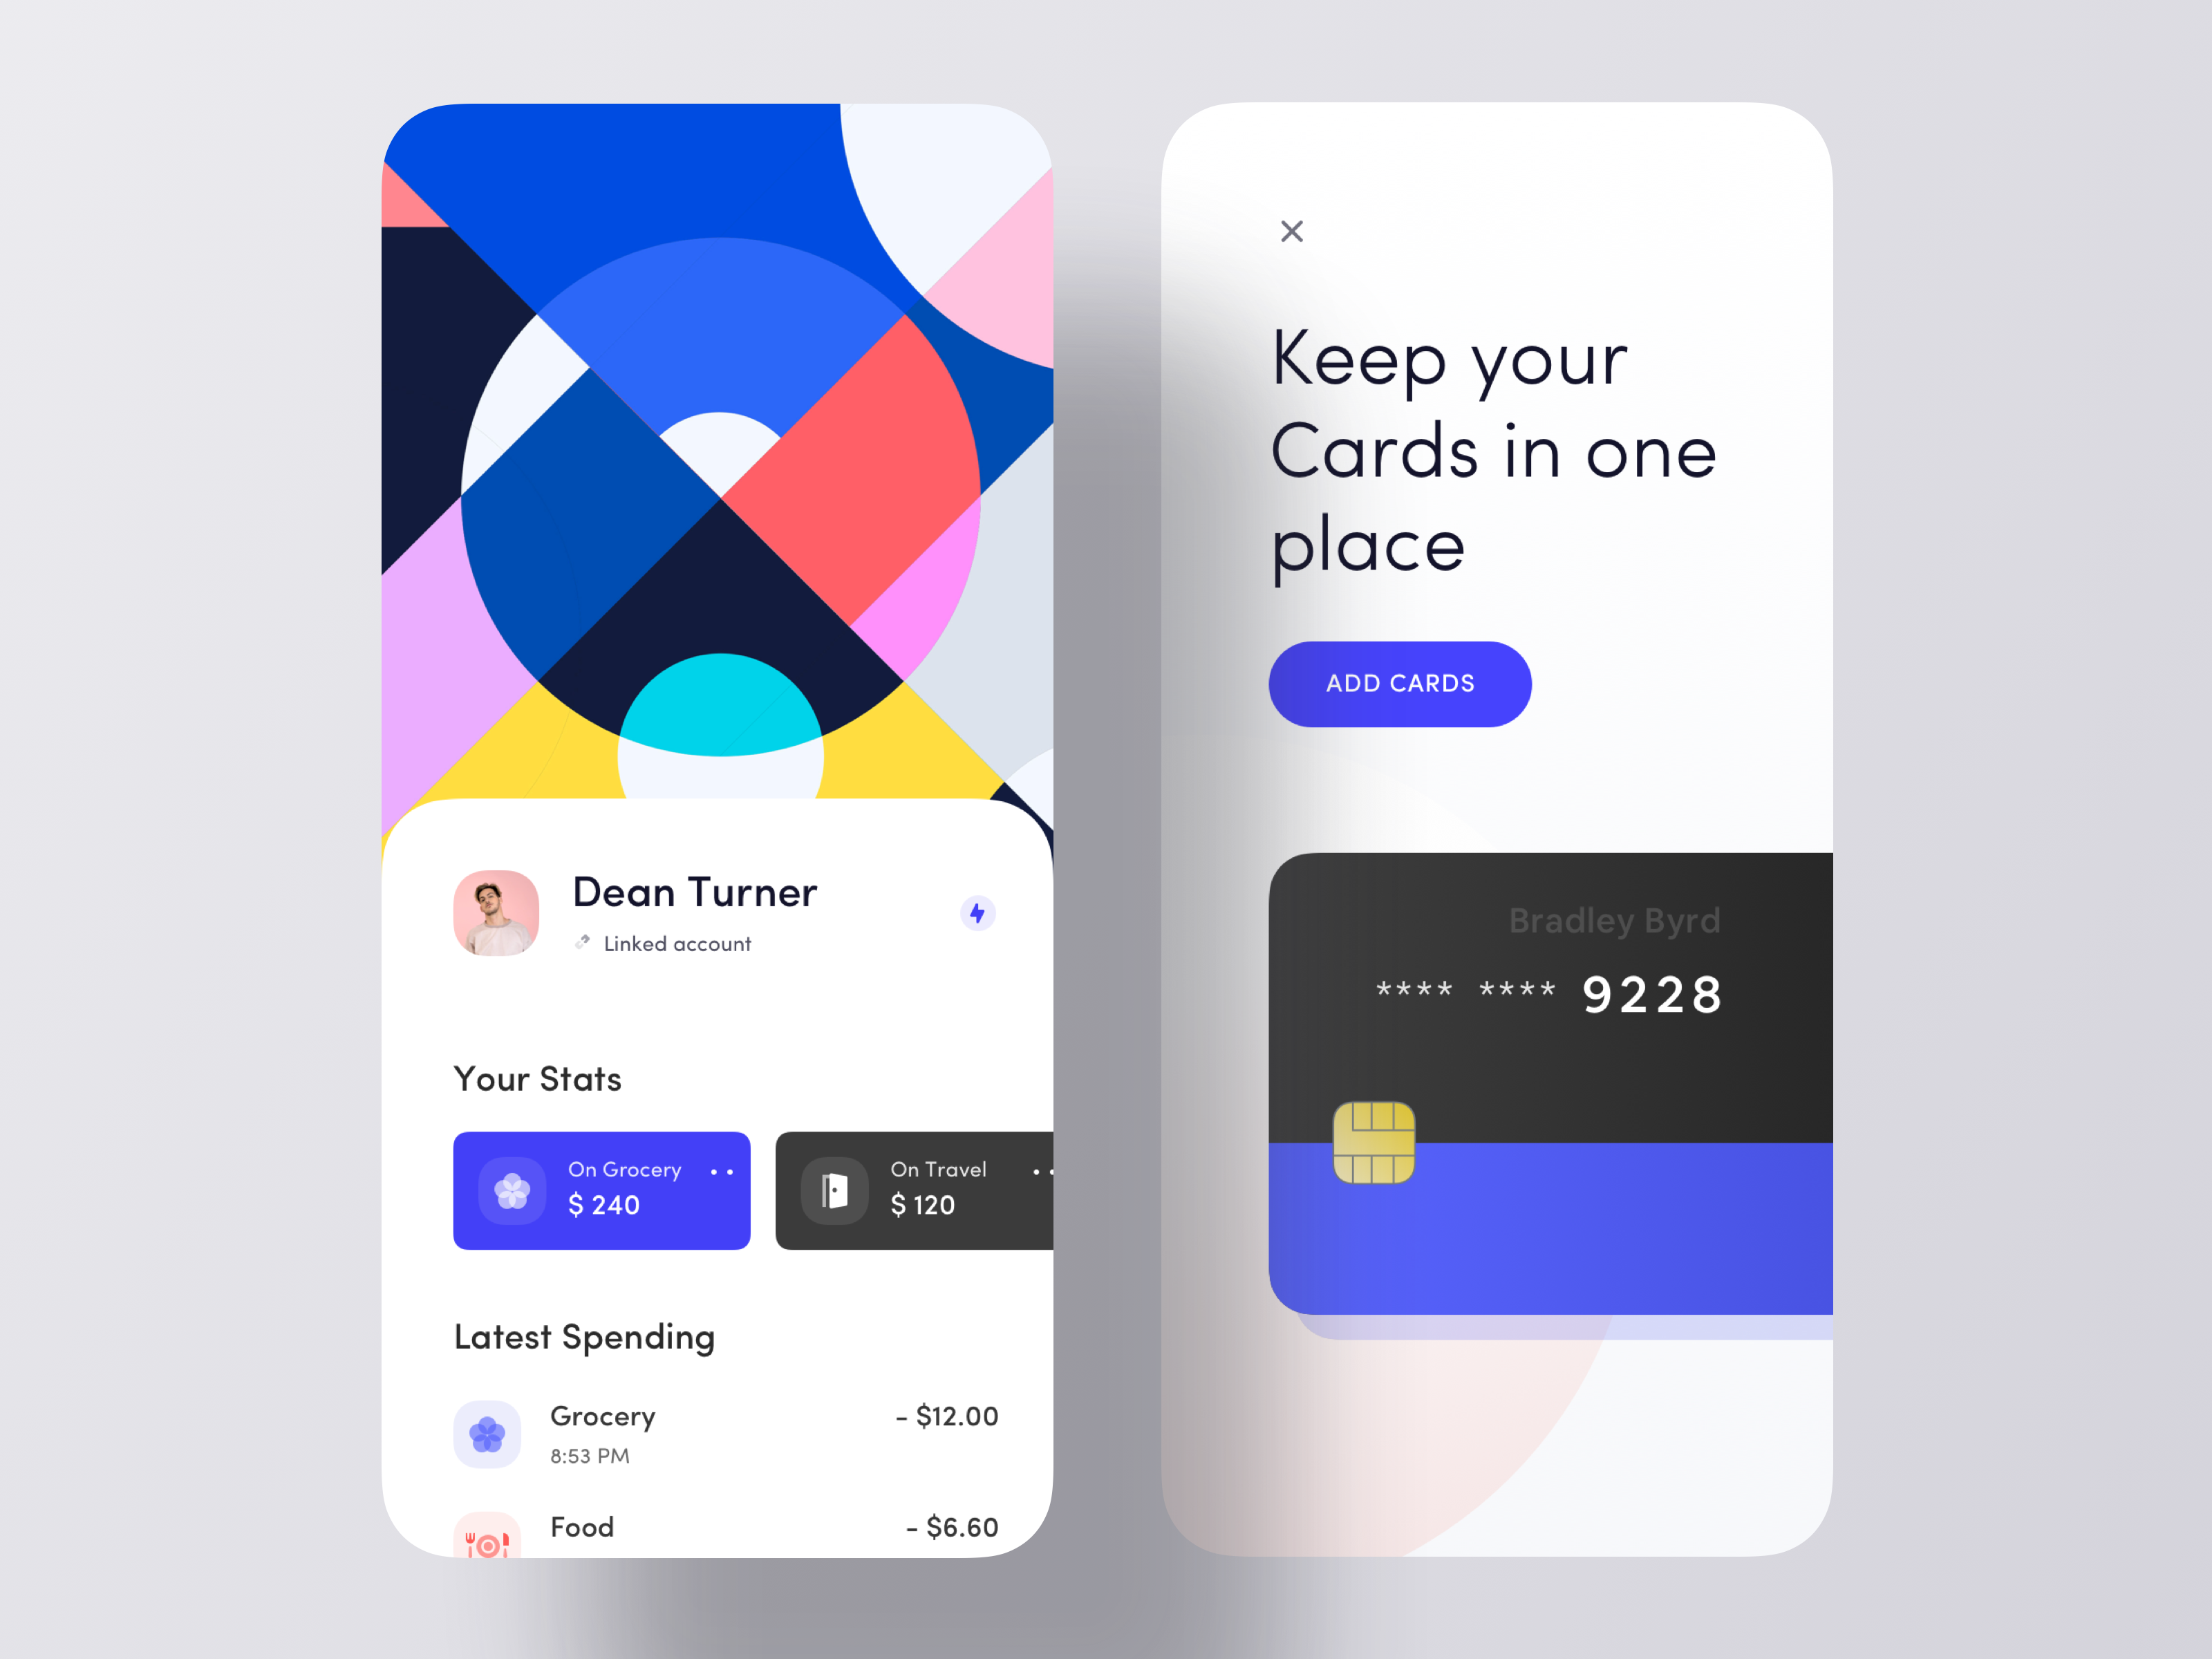 Dean Turner
Linked account
Your Stats
On Grocery
$ 240
On Travel
$ 120
Latest Spending
Grocery
- $12.00
8:53 PM
Food
- $6.60
Keep your
Cards in one
place
ADD CARDS
Bradley Byrd
**** **** 9228